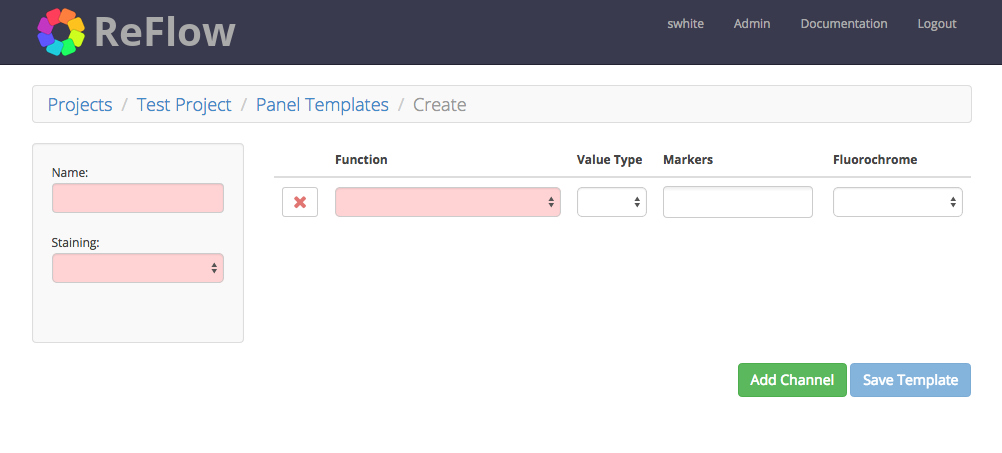 ReFlow
swhite Admin Documentation Logout
Projects / Test Project / Panel Templates / Create
Name:
Staining:
Function Value Type Markers Fluorochrome
Add Channel Save Template